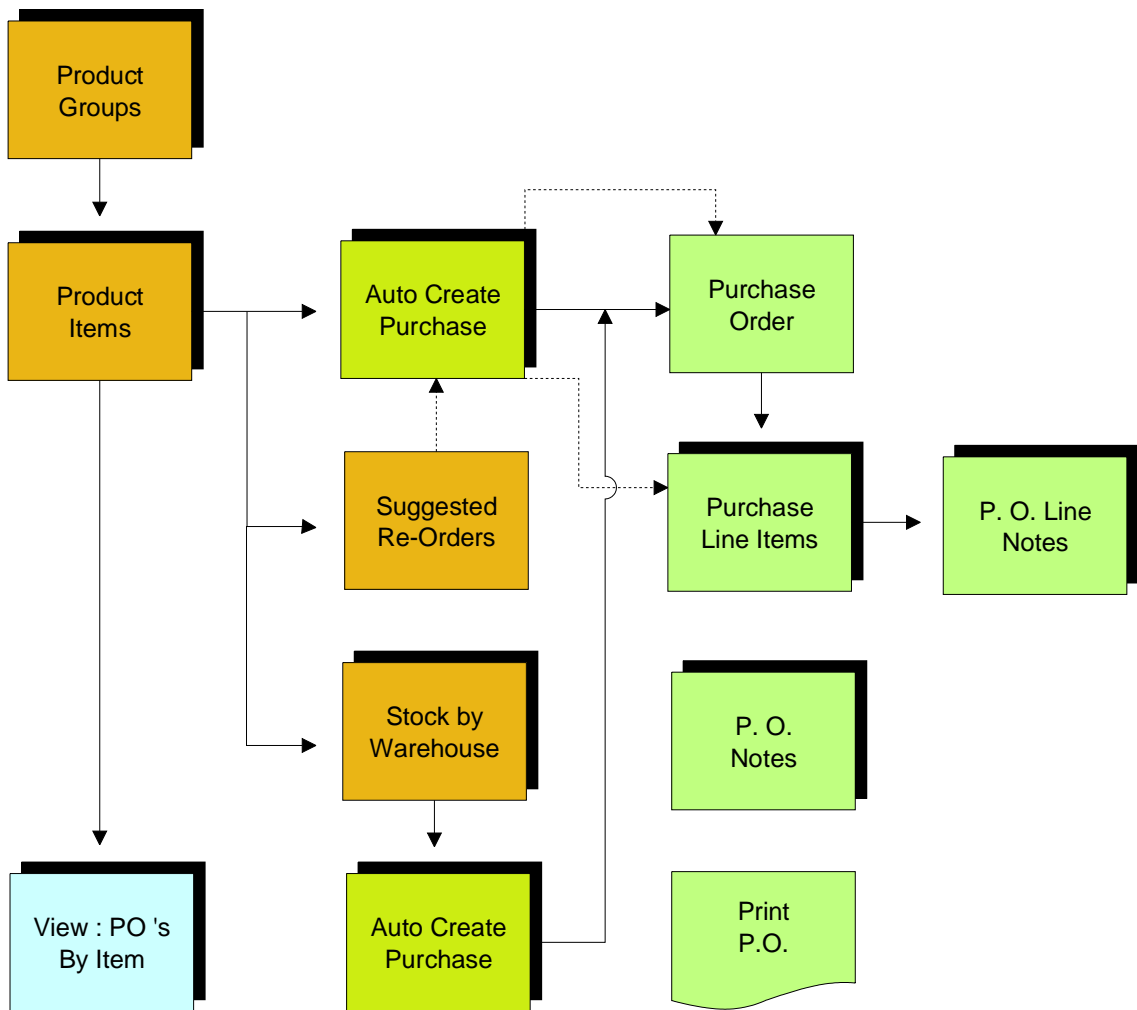 Product
Groups
Product
Items
Auto Create
Purchase
Purchase
Order
Suggested
Re-Orders
Purchase
Line Items
P. O. Line
Notes
Stock by
Warehouse
P. O.
Notes
View : PO 's
By Item
Auto Create
Purchase
Print
P.O.